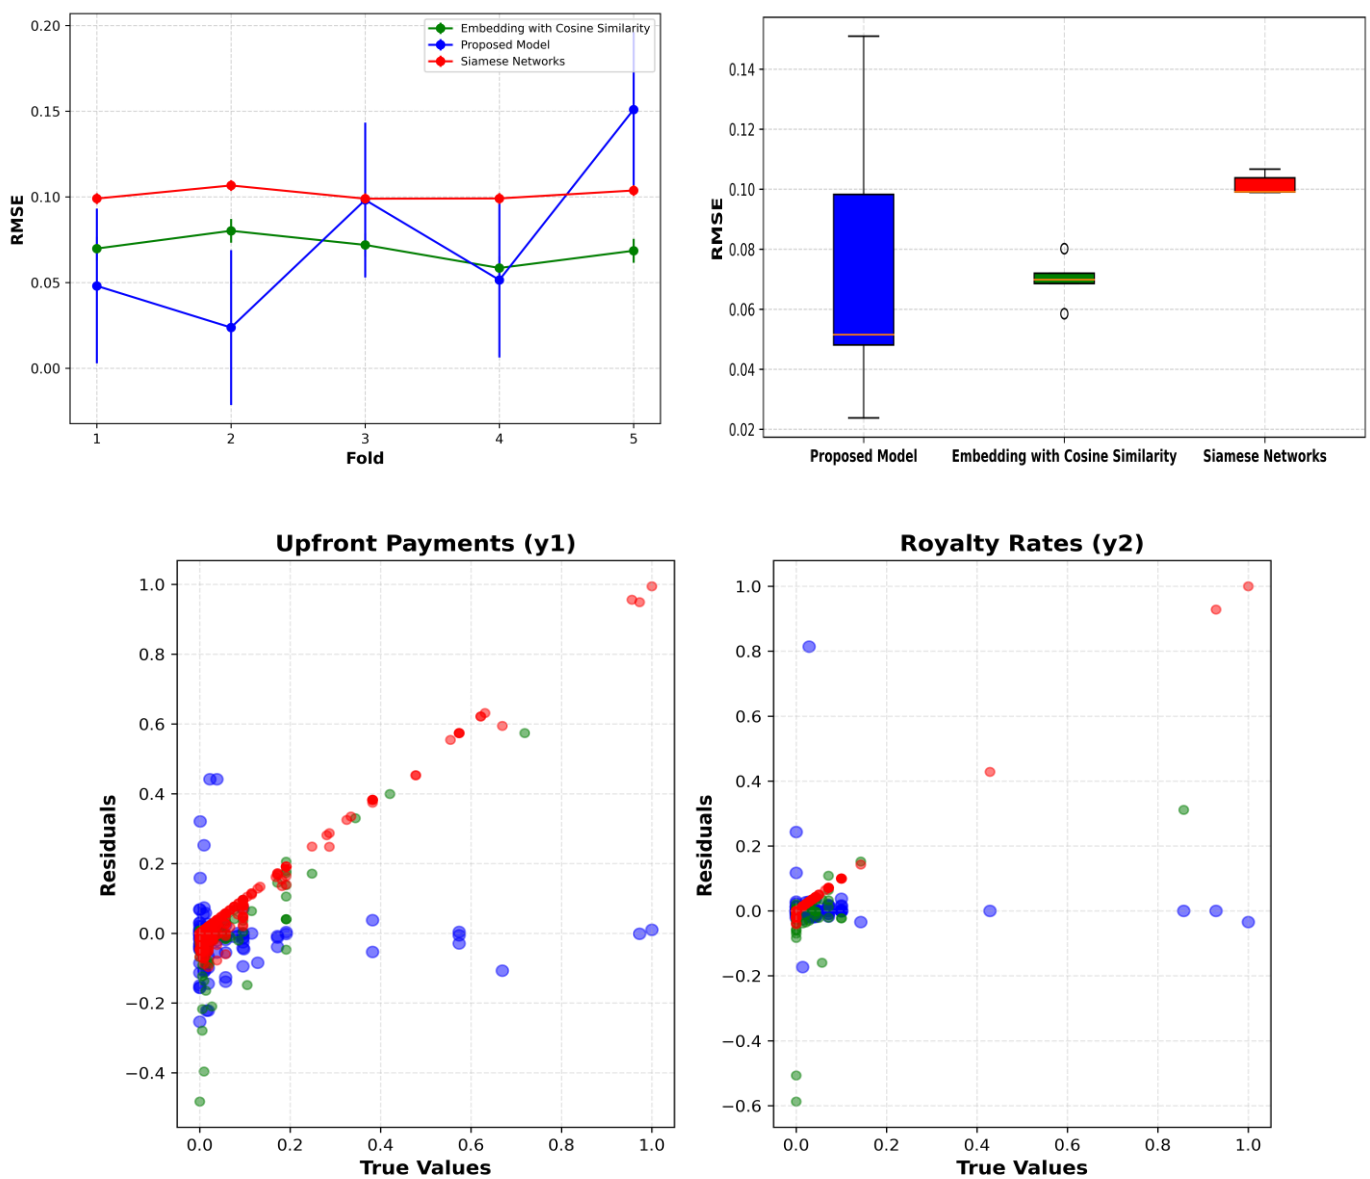 Embedding with Cosine Similarity
Proposed Model
Siamese Networks
0.20
0.15
0.10
0.05
0.00
RMSE
1 2 3 4 5
Fold
0.14
0.12
0.10
0.08
0.06
0.04
0.02
RMSE
Proposed Model Embedding with Cosine Similarity Siamese Networks
Upfront Payments (y1)
1.0
0.8
0.6
0.4
0.2
0.0
−0.2
−0.4
Residuals
0.0 0.2 0.4 0.6 0.8 1.0
True Values
Royalty Rates (y2)
1.0
0.8
0.6
0.4
0.2
0.0
−0.2
−0.4
−0.6
Residuals
0.0 0.2 0.4 0.6 0.8 1.0
True Values